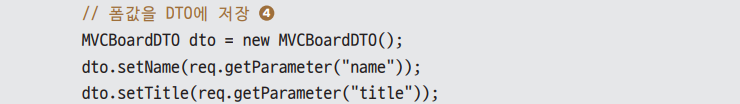 // 폼값을 DTO에 저장 ❹
MVCBoardDTO dto = new MVCBoardDTO();
dto.setName(req.getParameter("name"));
dto.setTitle(req.getParameter("title"));